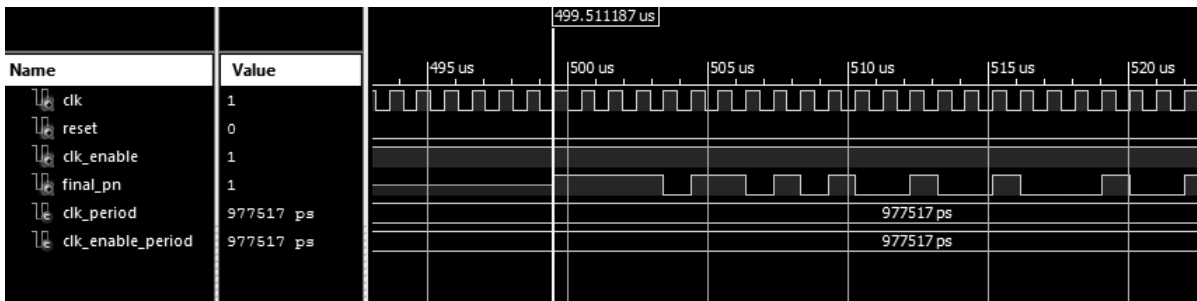 499.511187 us
Name Value 495 us 500 us 505 us 510 us 515 us 520 us
clk 1
reset 0
clk_enable 1
final_pn 1
clk_period 977517 ps 977517 ps
clk_enable_period 977517 ps 977517 ps